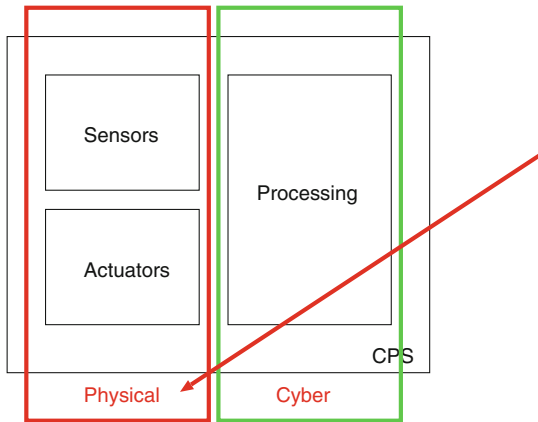 Sensors
Processing
Actuators
CPS
Physical
Cyber